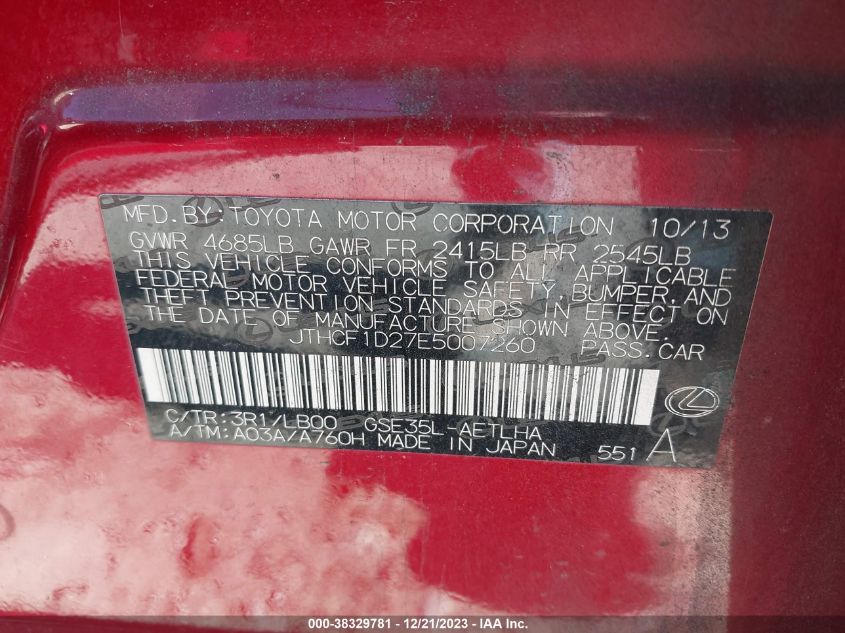 MFD.BY:TOYOTA MOTOR CORPORATION 10/13
GVWR 4685LB GAWR FR 2415LB RR 2545LB
THIS VEHICLE CONFORMS TO ALL APPLICABLE
FEDERAL MOTOR VEHICLE SAFETY,BUMPER,AND
THEFT PREVENTION STANDARDS IN EFFECT ON
THE DATE OF MANUFACTURE SHOWN ABOVE.
JTHCF1D27E5007260 PASS.CAR
C/TR:3R1/LB00 GSE35L-AETLHA
A/TM:A03A/A760H MADE IN JAPAN 551 A
000-38329781 - 12/21/2023 - IAAI.com